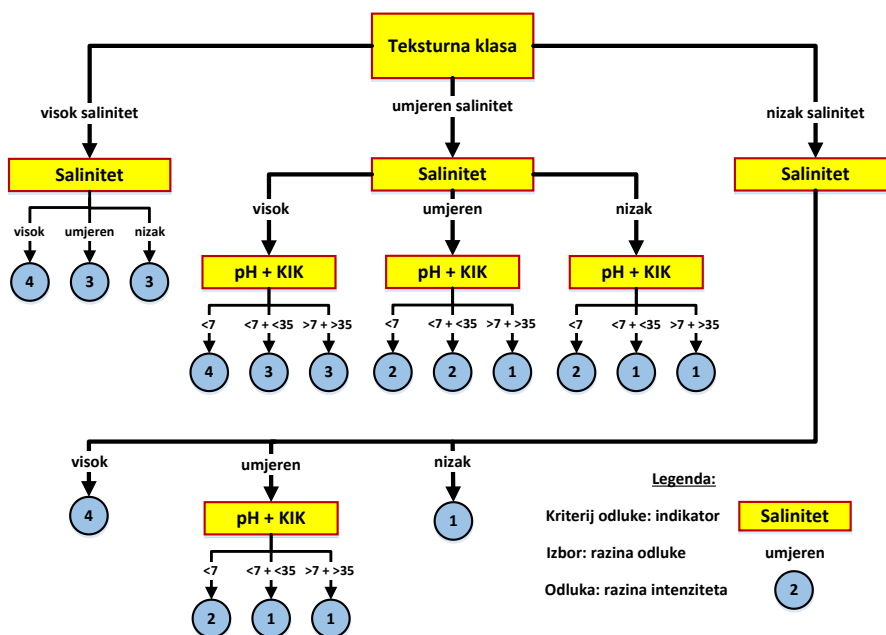 Teksturna klasa
visok salinitet
umjeren salinitet
nizak salinitet
Salinitet
Salinitet
Salinitet
visok
umjeren
nizak
4
3
3
visok
umjeren
nizak
pH + KIK
pH + KIK
pH + KIK
<7
<7 + <35
>7 + >35
<7
<7 + <35
>7 + >35
<7
<7 + <35
>7 + >35
4
3
3
2
2
1
2
1
1
visok
umjeren
nizak
4
pH + KIK
1
<7
<7 + <35
>7 + >35
2
1
1
Legenda:
Kriterij odluke: indikator
Salinitet
Izbor: razina odluke
umjeren
Odluka: razina intenziteta
2